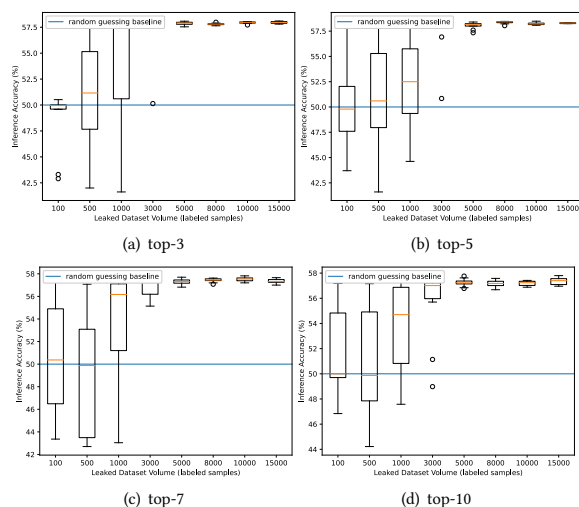 random guessing baseline
57.5
55.0
52.5
50.0
47.5
45.0
42.5
Inference Accuracy (%)
100 500 1000 3000 5000 8000 10000 15000
Leaked Dataset Volume (labeled samples)
(a) top-3
random guessing baseline
57.5
55.0
52.5
50.0
47.5
45.0
42.5
Inference Accuracy (%)
100 500 1000 3000 5000 8000 10000 15000
Leaked Dataset Volume (labeled samples)
(b) top-5
random guessing baseline
58
56
54
52
50
48
46
44
42
Inference Accuracy (%)
100 500 1000 3000 5000 8000 10000 15000
Leaked Dataset Volume (labeled samples)
(c) top-7
random guessing baseline
58
56
54
52
50
48
46
44
Inference Accuracy (%)
100 500 1000 3000 5000 8000 10000 15000
Leaked Dataset Volume (labeled samples)
(d) top-10